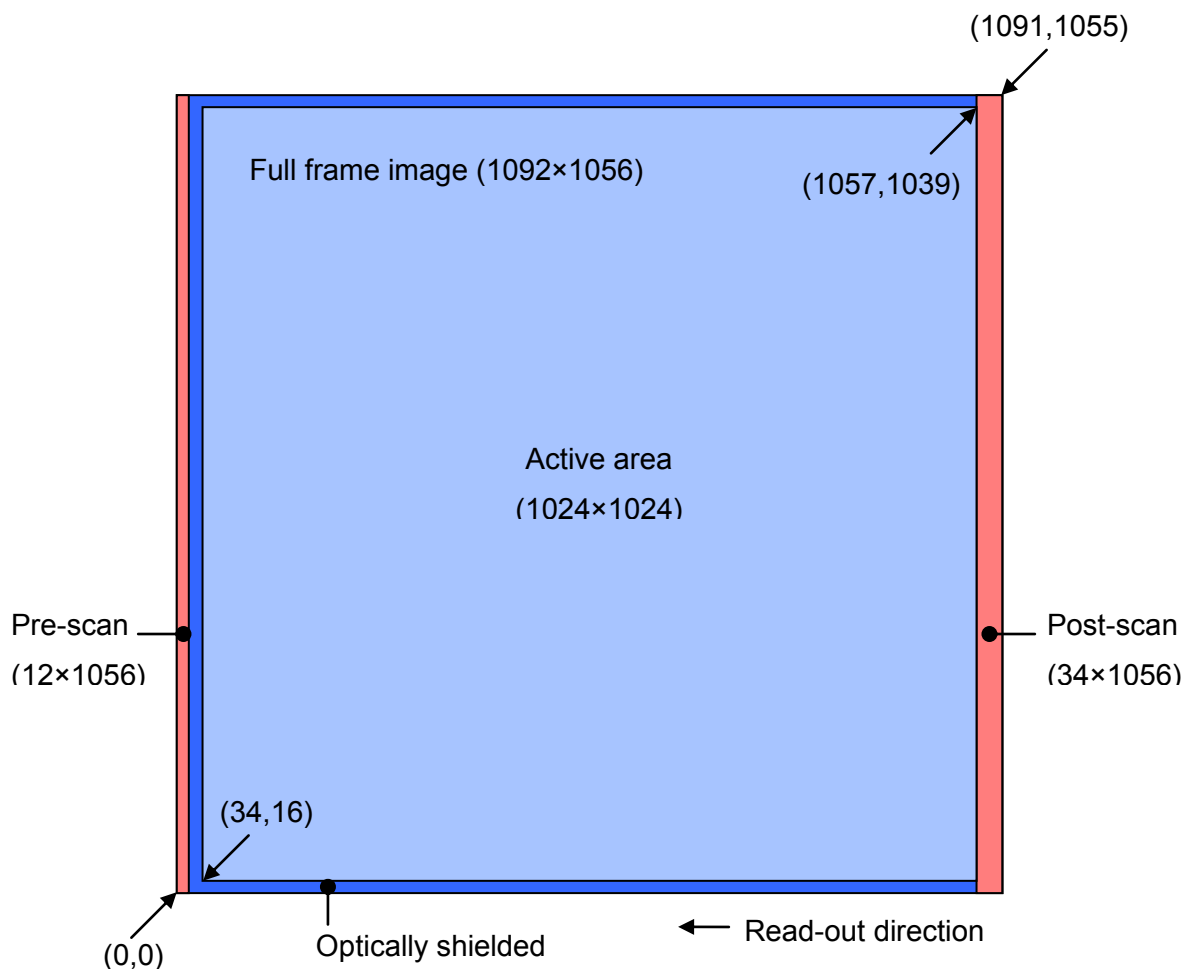 (1091,1055)
Full frame image (1092×1056)
(1057,1039)
Active area
(1024×1024)
Pre-scan
(12×1056)
Post-scan
(34×1056)
(34,16)
(0,0)
Optically shielded
Read-out direction